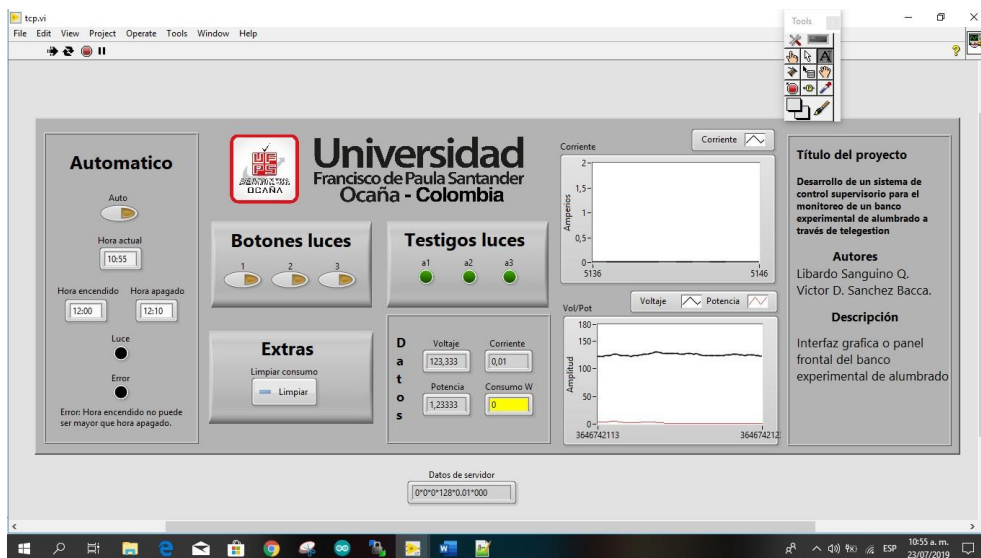 tcp.vi
File Edit View Project Operate Tools Window Help
Tools
Automatico
Auto
Hora actual
10:55
Hora encendido Hora apagado
12:00 12:10
Luce
Error
Error: Hora encendido no puede
ser mayor que hora apagado.
UFPS
OCAÑA
Universidad
Francisco de Paula Santander
Ocaña - Colombia
Botones luces
1 2 3
Testigos luces
a1 a2 a3
Extras
Limpiar consumo
Limpiar
Datos
Voltaje Corriente
123,333 0,01
Potencia Consumo W
1,23333 0
Corriente
Corriente
Amperios
2-
1,5-
1-
0,5-
0-
5136 5146
Voltaje Potencia
Vol/Pot
Amplitud
180-
150-
100-
50-
0-
3646742113 364674212
Título del proyecto
Desarrollo de un sistema de
control supervisorio para el
monitoreo de un banco
experimental de alumbrado a
través de telegestion
Autores
Libardo Sanguino Q.
Victor D. Sanchez Bacca.
Descripción
Interfaz grafica o panel
frontal del banco
experimental de alumbrado
Datos de servidor
0*0*0*128*0.01*000
ESP
10:55 a. m.
23/07/2019